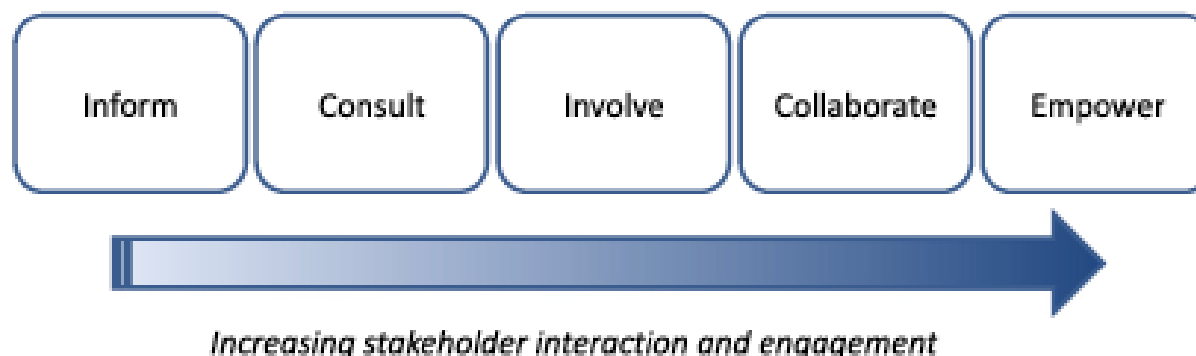 Inform Consult Involve Collaborate Empower
Increasing stakeholder interaction and engagement